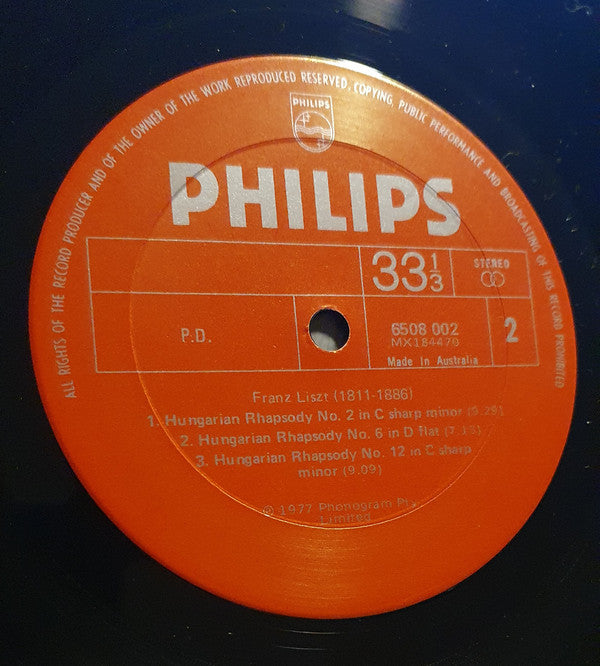 ALL RIGHTS OF THE RECORD PRODUCER AND OF THE OWNER OF THE WORK REPRODUCED RESERVED, COPYING, PUBLIC PERFORMANCE AND BROADCASTING OF THIS RECORD PROHIBITED
PHILIPS
PHILIPS
33 1/3
STEREO
P.D.
6508 002
MX184470
2
Made In Australia
Franz Liszt (1811-1886)
1. Hungarian Rhapsody No. 2 in C sharp minor
2. Hungarian Rhapsody No. 6 in D flat
3. Hungarian Rhapsody No. 12 in C sharp
minor (9.09)
℗ 1977 Phonogram Pty.
Limited